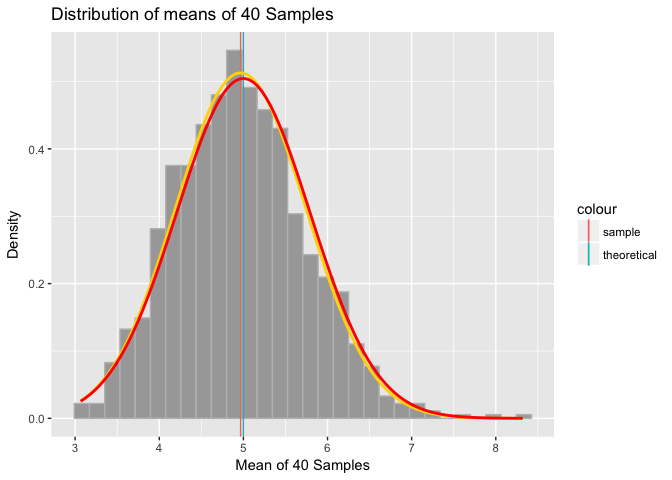 Distribution of means of 40 Samples
Density
0.4
0.2
0.0
3 4 5 6 7 8
Mean of 40 Samples
colour
sample
theoretical